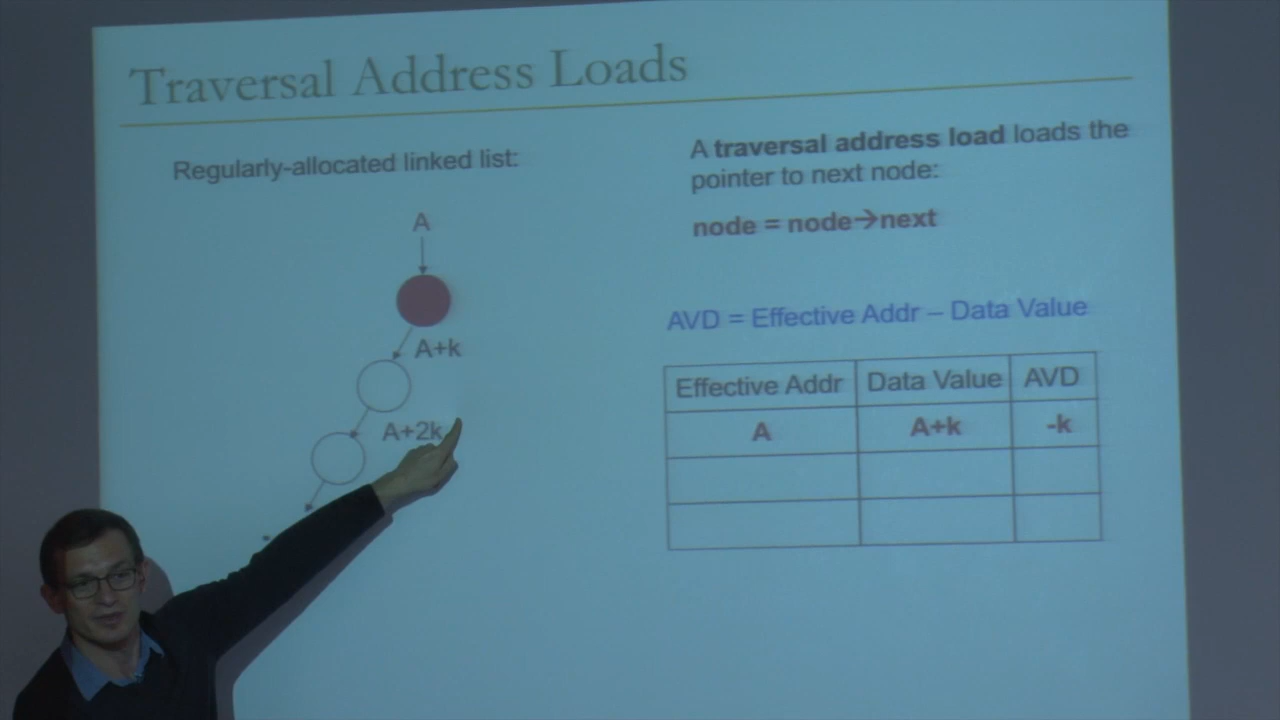 Traversal Address Loads
Regularly-allocated linked list:
A
A+k
A+2k
A traversal address load loads the
pointer to next node:
node = node→next
AVD = Effective Addr – Data Value
Effective Addr Data Value AVD
A A+k -k